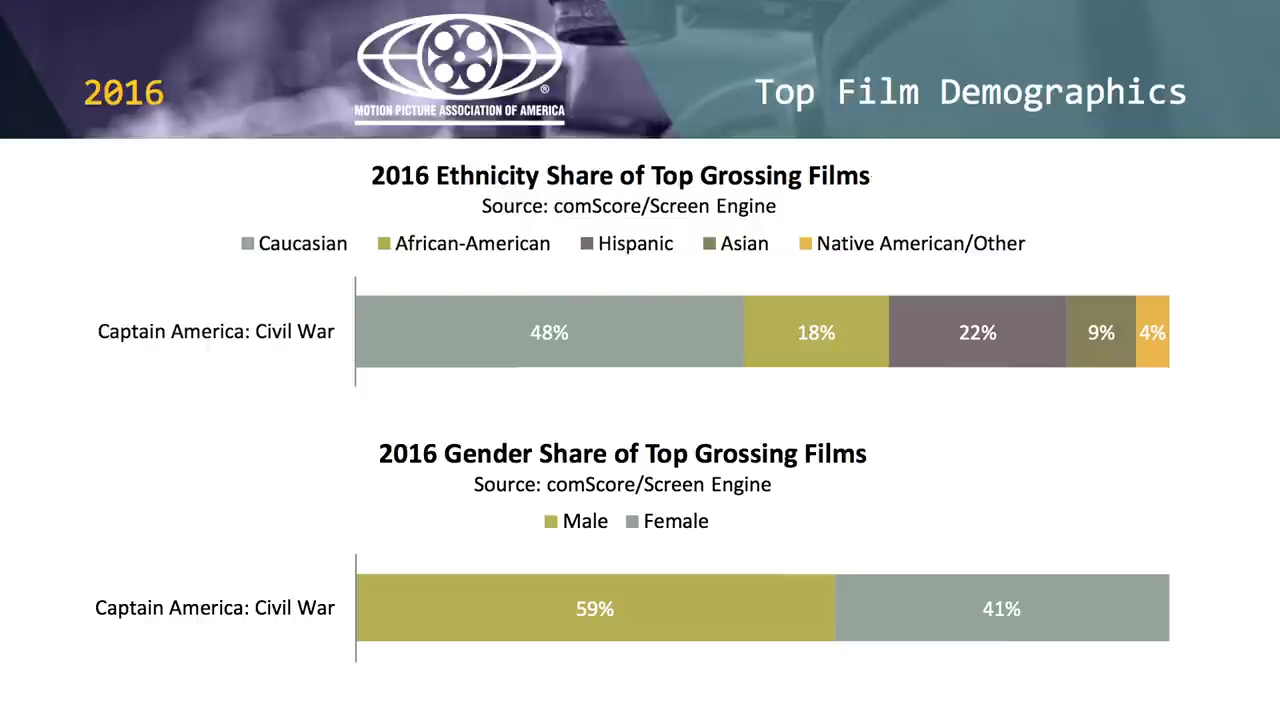 2016
MOTION PICTURE ASSOCIATION OF AMERICA
®
Top Film Demographics
2016 Ethnicity Share of Top Grossing Films
Source: comScore/Screen Engine
Caucasian African-American Hispanic Asian Native American/Other
Captain America: Civil War 48% 18% 22% 9% 4%
2016 Gender Share of Top Grossing Films
Source: comScore/Screen Engine
Male Female
Captain America: Civil War 59% 41%